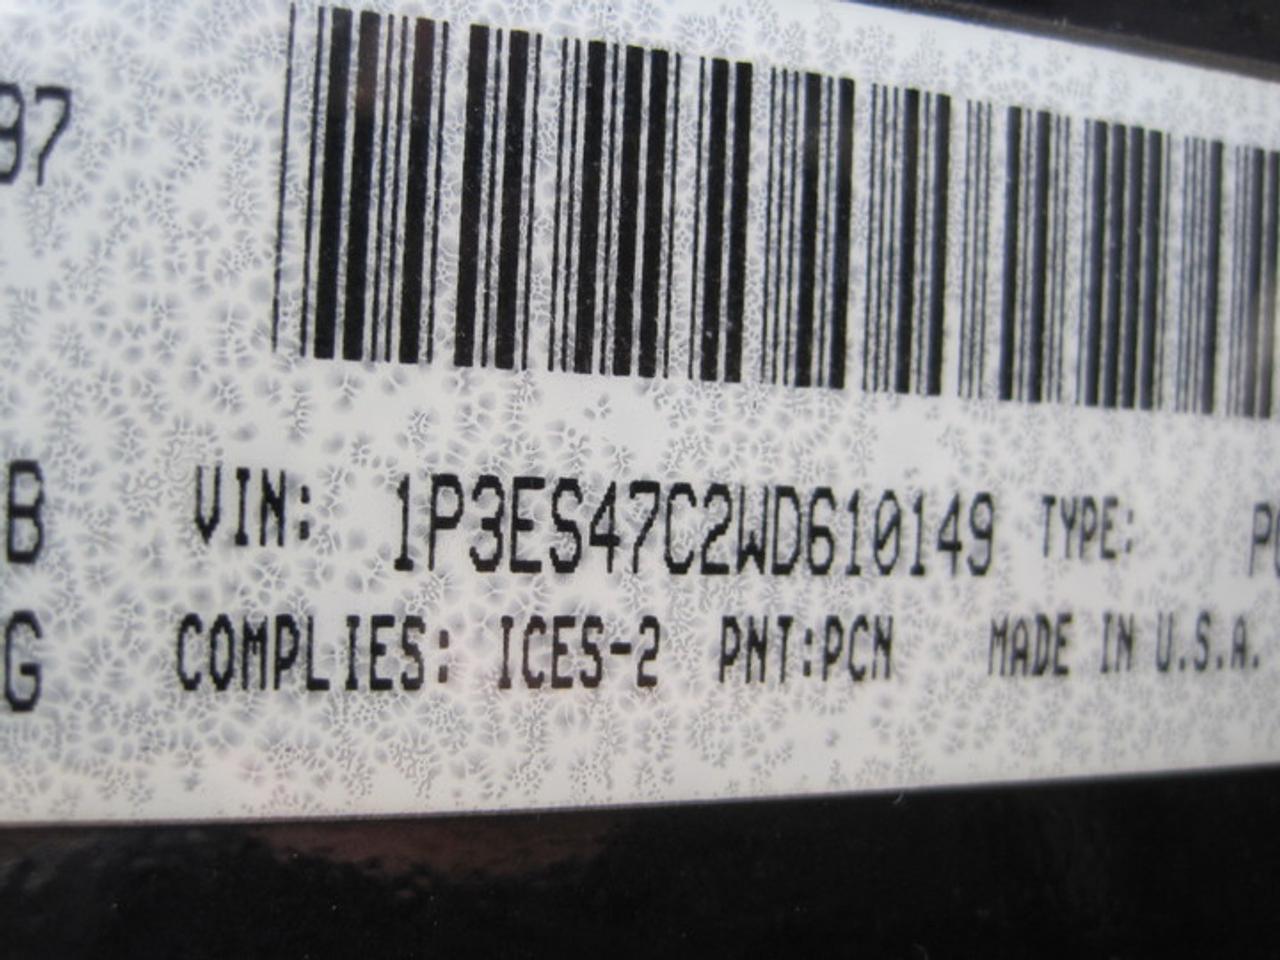 97
B VIN: 1P3ES47C2WD610149 TYPE: P
G COMPLIES: ICES-2 PNT:PCN MADE IN U.S.A.